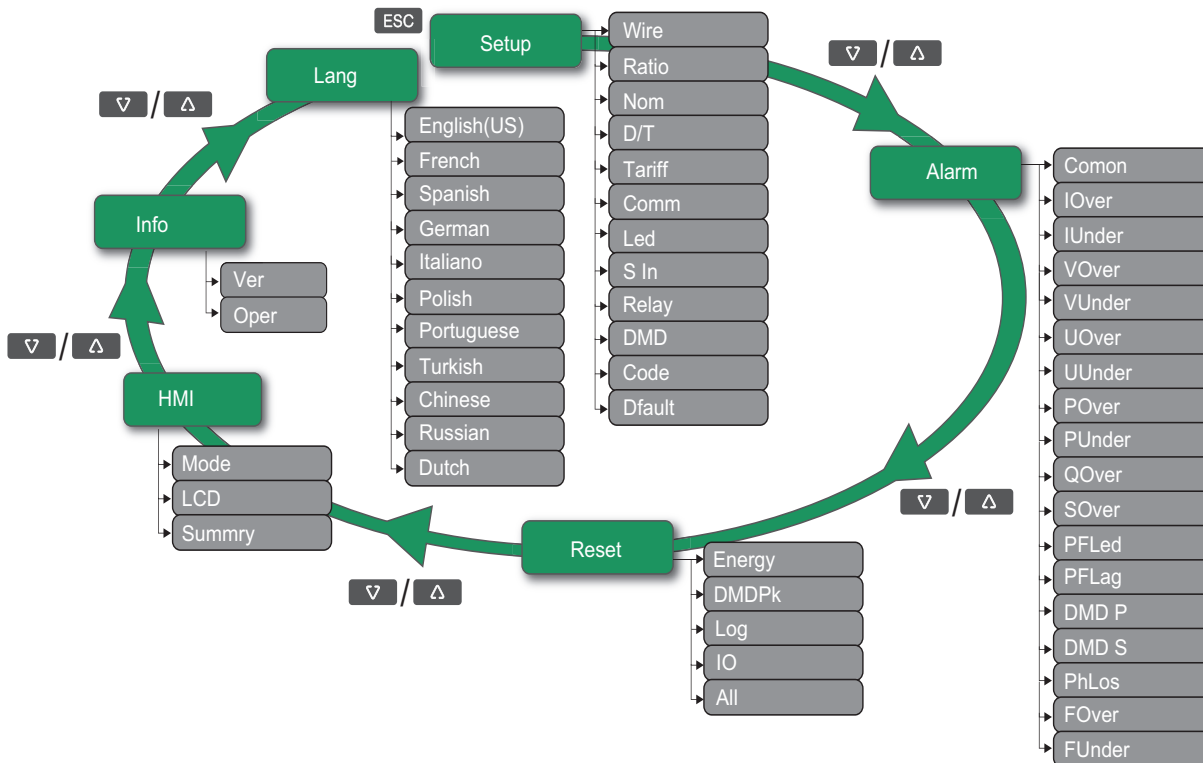 ESC
Setup
Wire
Ratio
Nom
D/T
Tariff
Comm
Led
S In
Relay
DMD
Code
Dfault
/
Alarm
Comon
IOver
IUnder
VOver
VUnder
UOver
UUnder
POver
PUnder
QOver
SOver
PFLed
PFLag
DMD P
DMD S
PhLos
FOver
FUnder
/
Reset
Energy
DMDPk
Log
IO
All
/
HMI
Mode
LCD
Summry
/
Info
Ver
Oper
/
Lang
English(US)
French
Spanish
German
Italiano
Polish
Portuguese
Turkish
Chinese
Russian
Dutch